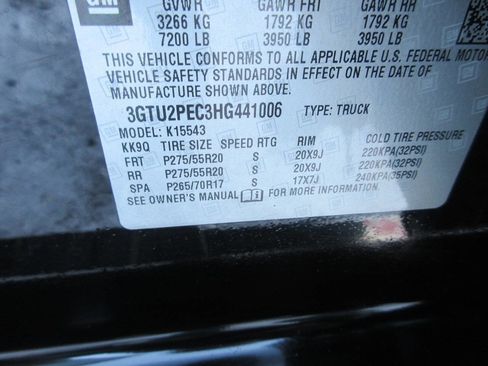 GM
GVWR GAWR FRT GAWR RR
3266 KG 1792 KG 1792 KG
7200 LB 3950 LB 3950 LB
THIS VEHICLE CONFORMS TO ALL APPLICABLE U.S. FEDERAL MOTOR
VEHICLE SAFETY STANDARDS IN EFFECT ON THE DATE OF
MANUFACTURE SHOWN ABOVE.
3GTU2PEC3HG441006 TYPE: TRUCK
MODEL: K15543
KK9Q TIRE SIZE SPEED RTG RIM COLD TIRE PRESSURE
FRT P275/55R20 S 20X9J 220KPA(32PSI)
RR P275/55R20 S 20X9J 220KPA(32PSI)
SPA P265/70R17 S 17X7J 240KPA(35PSI)
SEE OWNER'S MANUAL FOR MORE INFORMATION